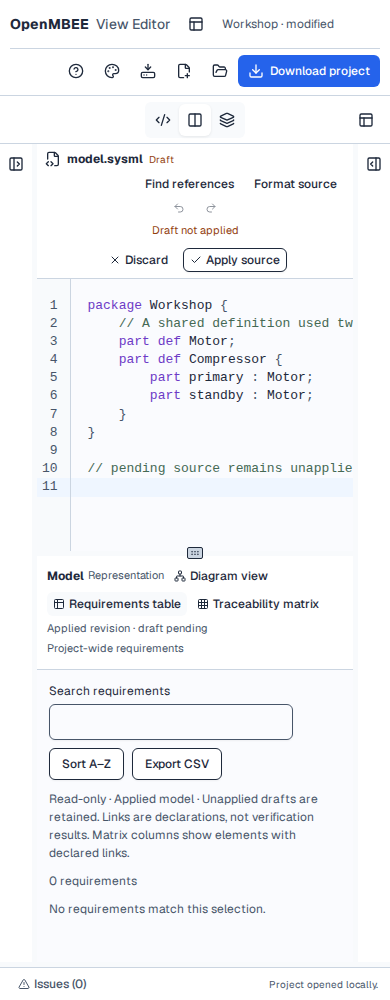 OpenMBEE View Editor Workshop · modified
Download project
model.sysml Draft
Find references Format source
Draft not applied
Discard Apply source
1 package Workshop {
2 // A shared definition used tw
3 part def Motor;
4 part def Compressor {
5 part primary : Motor;
6 part standby : Motor;
7 }
8 }
9
10 // pending source remains unapplie
11
Model Representation Diagram view
Requirements table Traceability matrix
Applied revision · draft pending
Project-wide requirements
Search requirements
Sort A–Z Export CSV
Read-only · Applied model · Unapplied drafts are
retained. Links are declarations, not verification
results. Matrix columns show elements with
declared links.
0 requirements
No requirements match this selection.
Issues (0) Project opened locally.